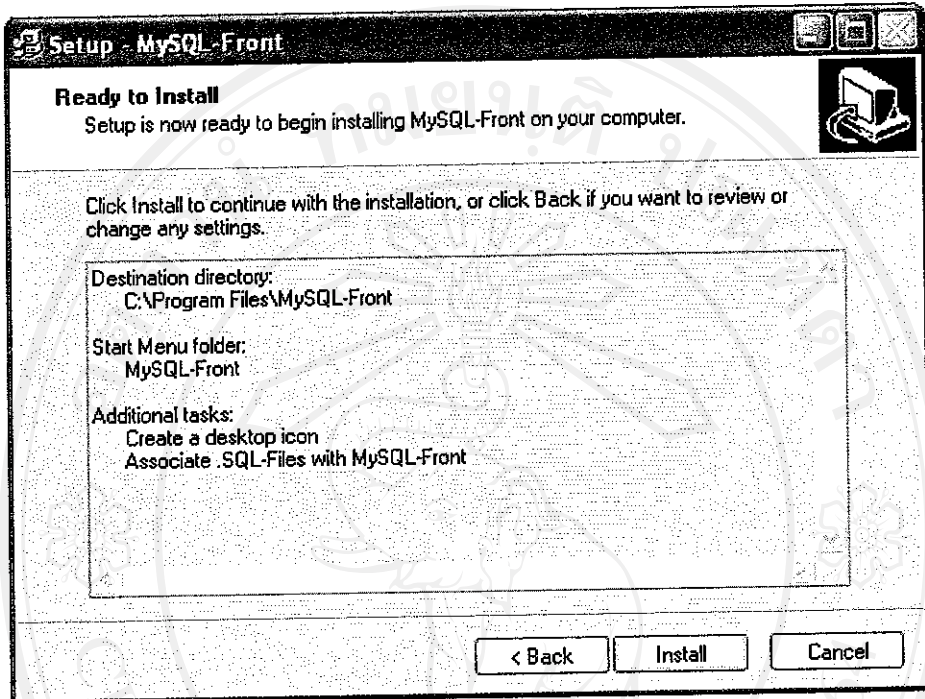 Setup - MySQL-Front
Ready to Install
Setup is now ready to begin installing MySQL-Front on your computer.
Click Install to continue with the installation, or click Back if you want to review or
change any settings.
Destination directory:
C:\Program Files\MySQL-Front
Start Menu folder:
MySQL-Front
Additional tasks:
Create a desktop icon
Associate .SQL-Files with MySQL-Front
< Back
Install
Cancel